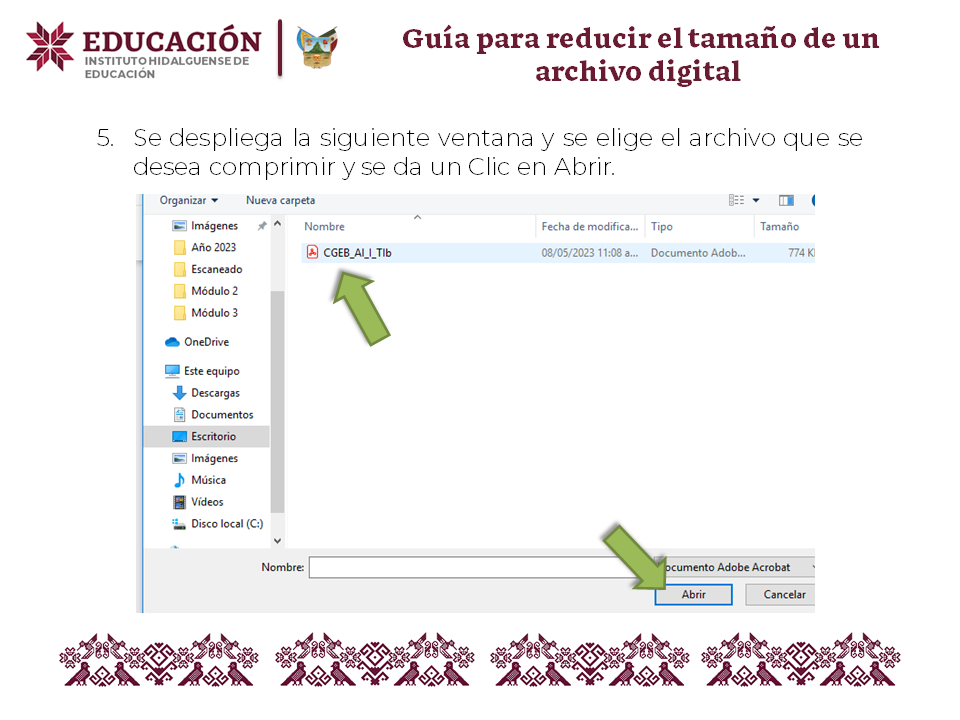 EDUCACIÓN
INSTITUTO HIDALGUENSE DE
EDUCACIÓN
Guía para reducir el tamaño de un
archivo digital
5. Se despliega la siguiente ventana y se elige el archivo que se
desea comprimir y se da un Clic en Abrir.
Organizar Nueva carpeta
Nombre Fecha de modifica... Tipo Tamaño
Imágenes
CGEB_AI_I_TIb 08/05/2023 11:08 a... Documento Adob... 774
Año 2023
Escaneado
Módulo 2
Módulo 3
OneDrive
Este equipo
Descargas
Documentos
Escritorio
Imágenes
Música
Vídeos
Disco local (C:)
Nombre:
ocumento Adobe Acrobat
Abrir Cancelar